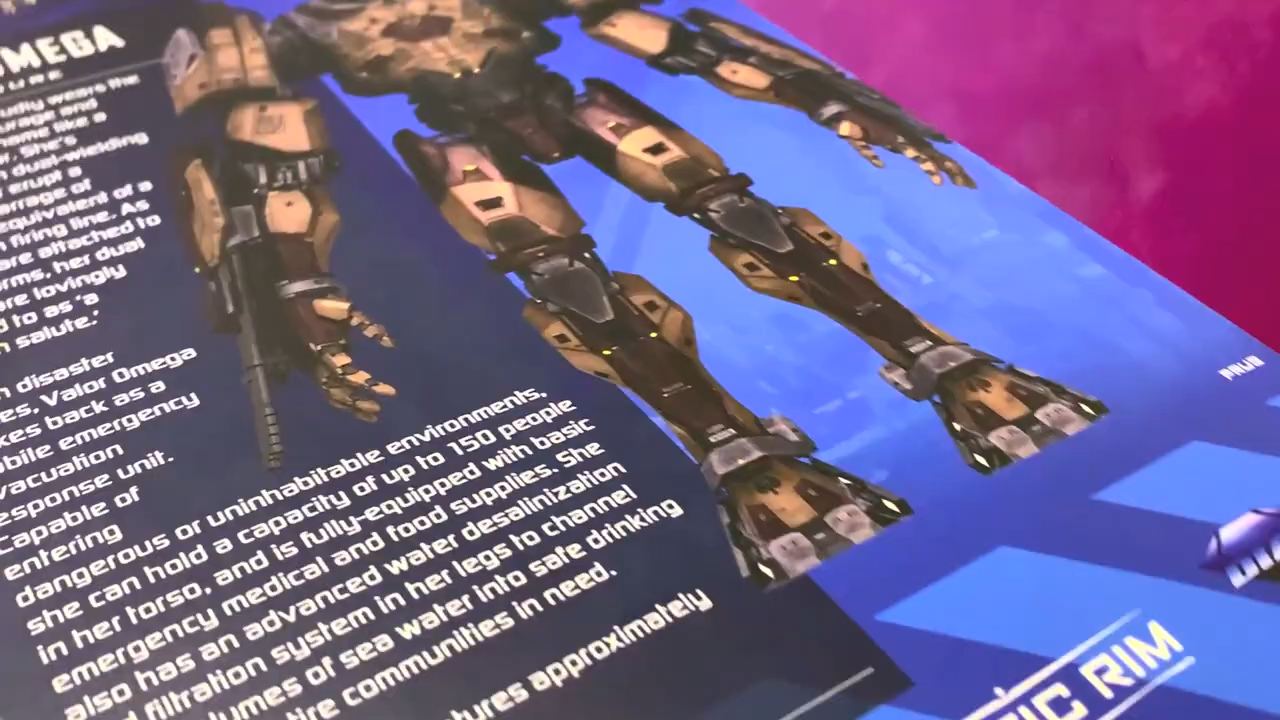 OMEGA
URE
udly wears the
urage and
name like a
r. She's
n dual-wielding
erupt a
arrage of
equivalent of a
n firing line. As
are attached to
rms, her dual
re lovingly
d to as 'a
n salute.'
n disaster
es, Valor Omega
kes back as a
obile emergency
vacuation
esponse unit.
Capable of
entering
dangerous or uninhabitable environments,
she can hold a capacity of up to 150 people
in her torso, and is fully-equipped with basic
emergency medical and food supplies. She
also has an advanced water desalinization
d filtration system in her legs to channel
lumes of sea water into safe drinking
tire communities in need.
tures approximately
IC RIM